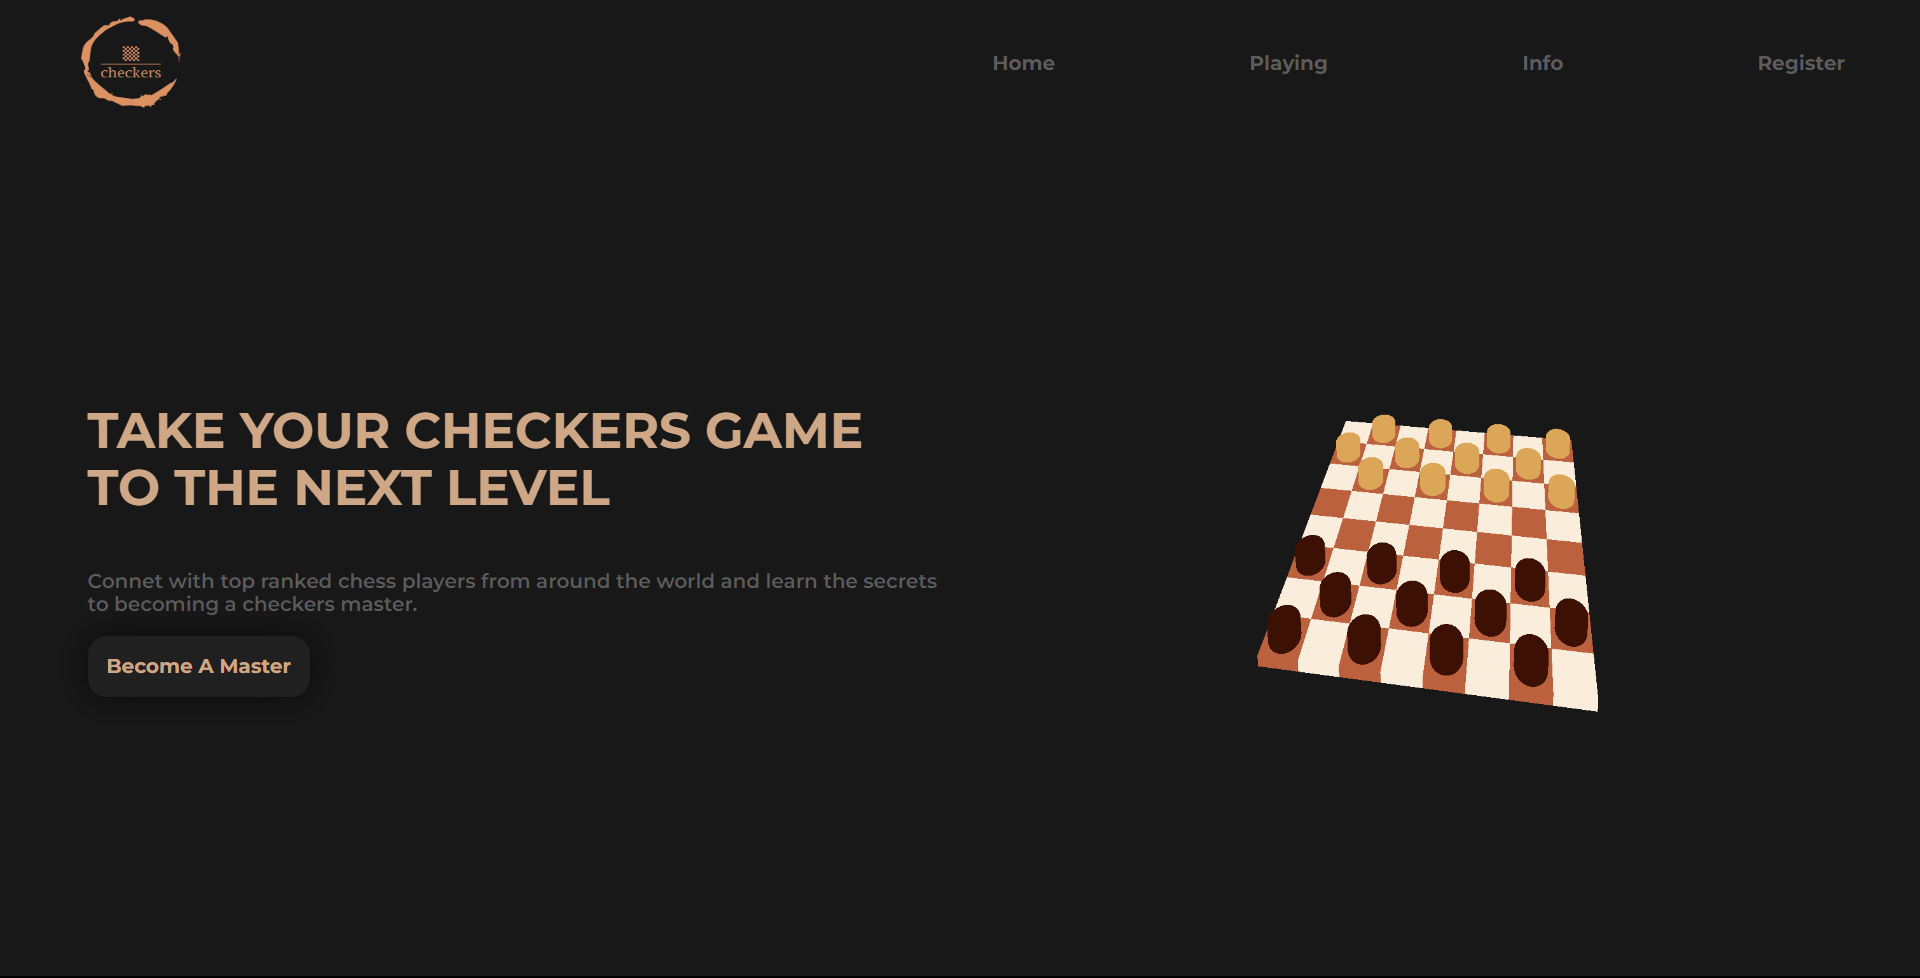 checkers
Home
Playing
Info
Register
TAKE YOUR CHECKERS GAME
TO THE NEXT LEVEL
Connet with top ranked chess players from around the world and learn the secrets
to becoming a checkers master.
Become A Master